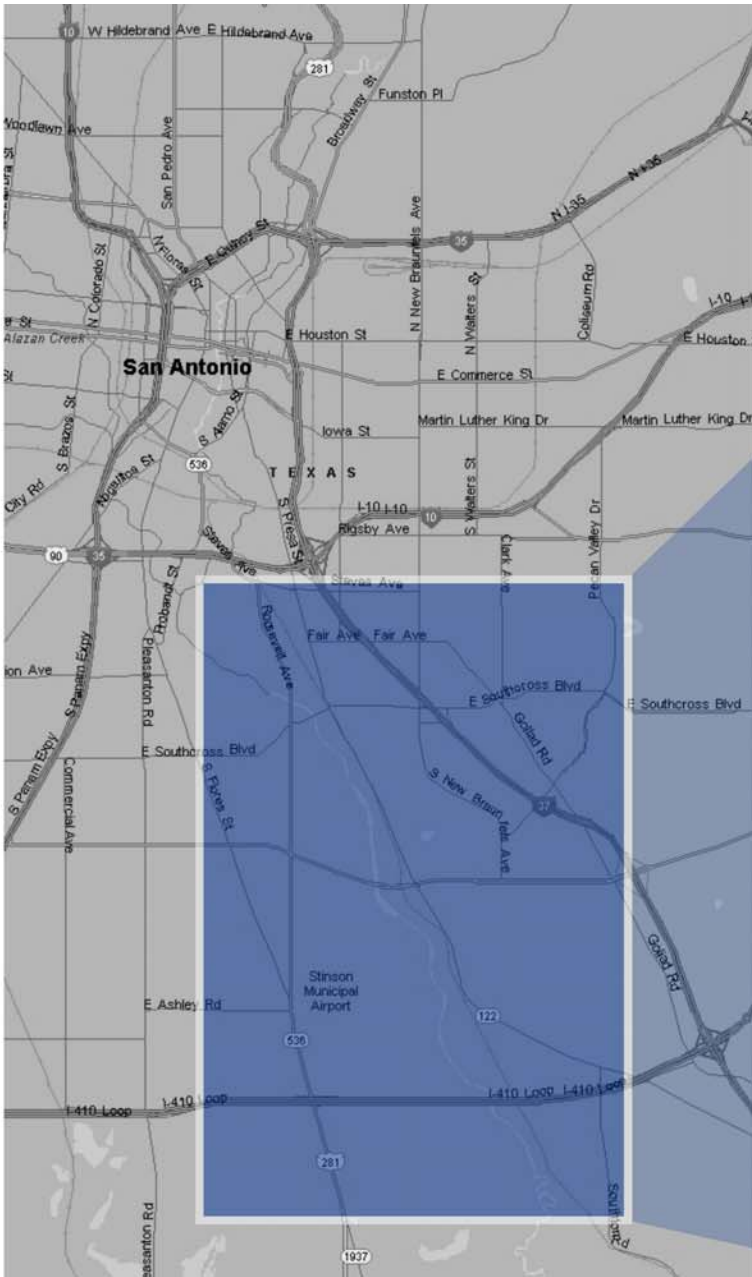 10
W Hildebrand Ave E Hildebrand Ave
281
Funston Pl
Woodlawn Ave
San Pedro Ave
Broadway St
N I-35
N I-35
N Colorado St
N Flores St
E Quincy St
35
N New Braunfels Ave
N Walters St
Coliseum Rd
I-10
E Houston St
E Houston
Alazan Creek
San Antonio
E Commerce St
S Brazos St
S Alamo St
Iowa St
Martin Luther King Dr
Martin Luther King Dr
536
TEXAS
City Rd
Nogalitos St
S Presa St
I-10 I-10
10
S Walters St
Rigsby Ave
Pecan Valley Dr
90
35
Steves Ave
Steves Ave
Clark Ave
Probandt St
Roosevelt Ave
Fair Ave
Fair Ave
S Panam Expy
Pleasanton Rd
ion Ave
E Southcross Blvd
E Southcross Blvd
Goliad Rd
E Southcross Blvd
S Panam Expy
Commercial Ave
S Flores St
S New Braunfels Ave
37
Goliad Rd
Stinson
Municipal
Airport
E Ashley Rd
122
536
I-410 Loop
I-410 Loop
I-410 Loop
I-410 Loop
281
easanton Rd
Southton Rd
1937